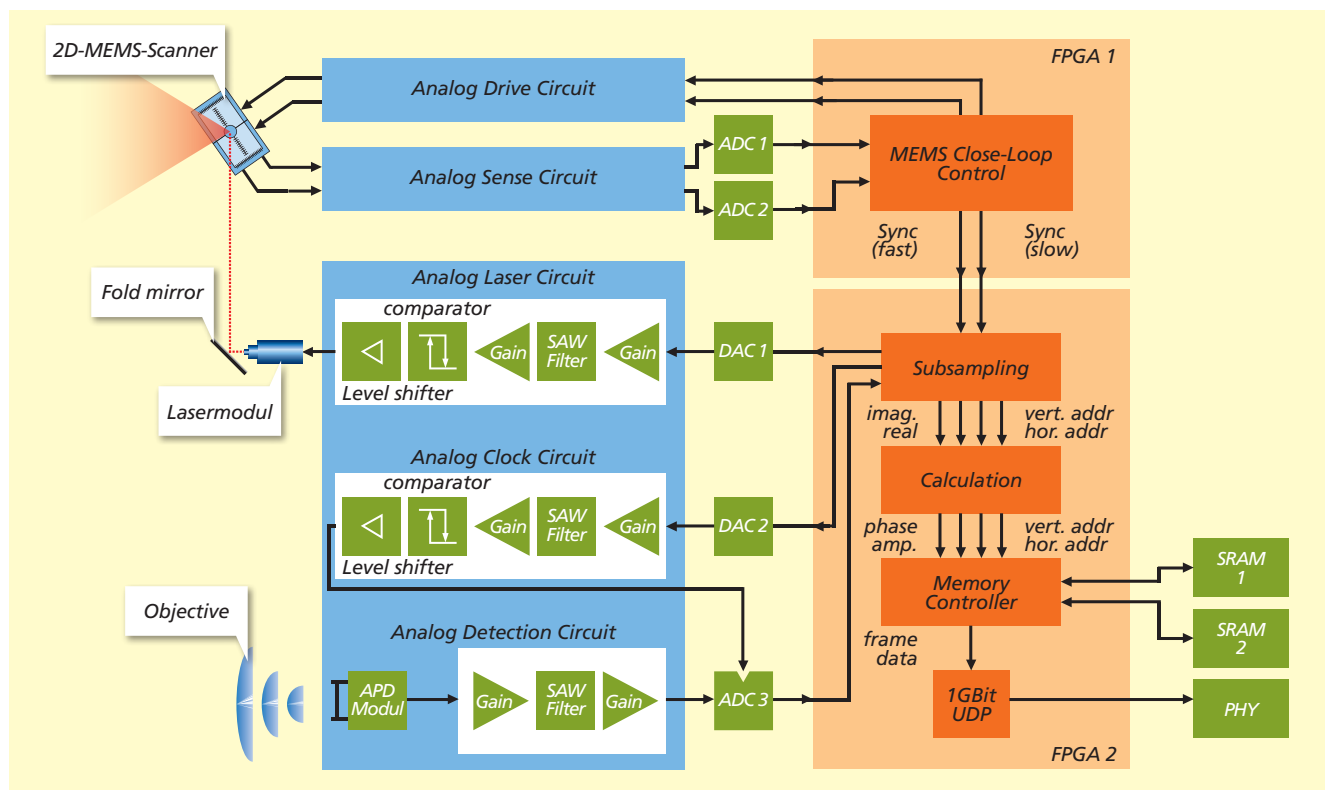 2D-MEMS-Scanner
FPGA 1
Analog Drive Circuit
ADC 1
MEMS Close-Loop
Control
Analog Sense Circuit
ADC 2
Sync
(fast)
Sync
(slow)
Analog Laser Circuit
Fold mirror
comparator
Gain
SAW
Filter
Gain
DAC 1
Subsampling
Level shifter
Lasermodul
imag.
real
vert. addr
hor. addr
Analog Clock Circuit
comparator
Calculation
Gain
SAW
Filter
Gain
DAC 2
phase
amp.
vert. addr
hor. addr
Level shifter
SRAM
1
Memory
Controller
Objective
Analog Detection Circuit
SRAM
2
frame
data
APD
Modul
Gain
SAW
Filter
Gain
ADC 3
1GBit
UDP
PHY
FPGA 2